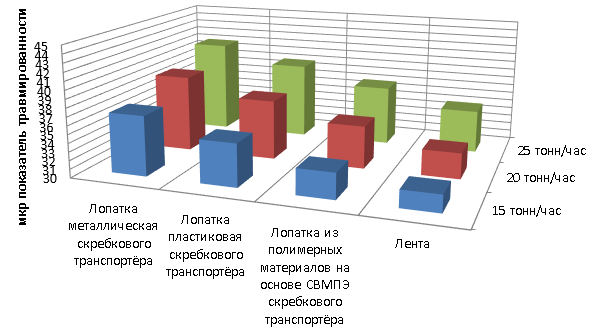 мкр показатель травмированности
45
44
43
42
41
40
39
38
37
36
35
34
33
32
31
30
Лопатка
металлическая
скребкового
транспортёра
Лопатка
пластиковая
скребкового
транспортёра
Лопатка из
полимерных
материалов на
основе СВМПЭ
скребкового
транспортёра
Лента
25 тонн/час
20 тонн/час
15 тонн/час